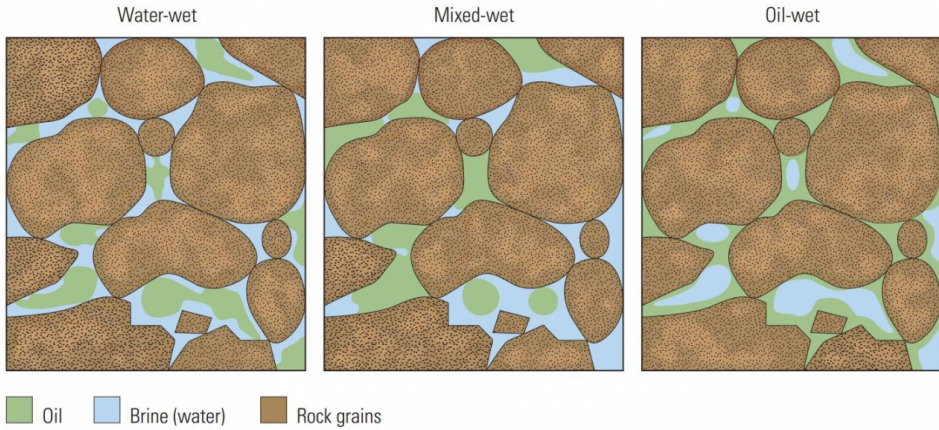 Water-wet
Mixed-wet
Oil-wet
Oil
Brine (water)
Rock grains